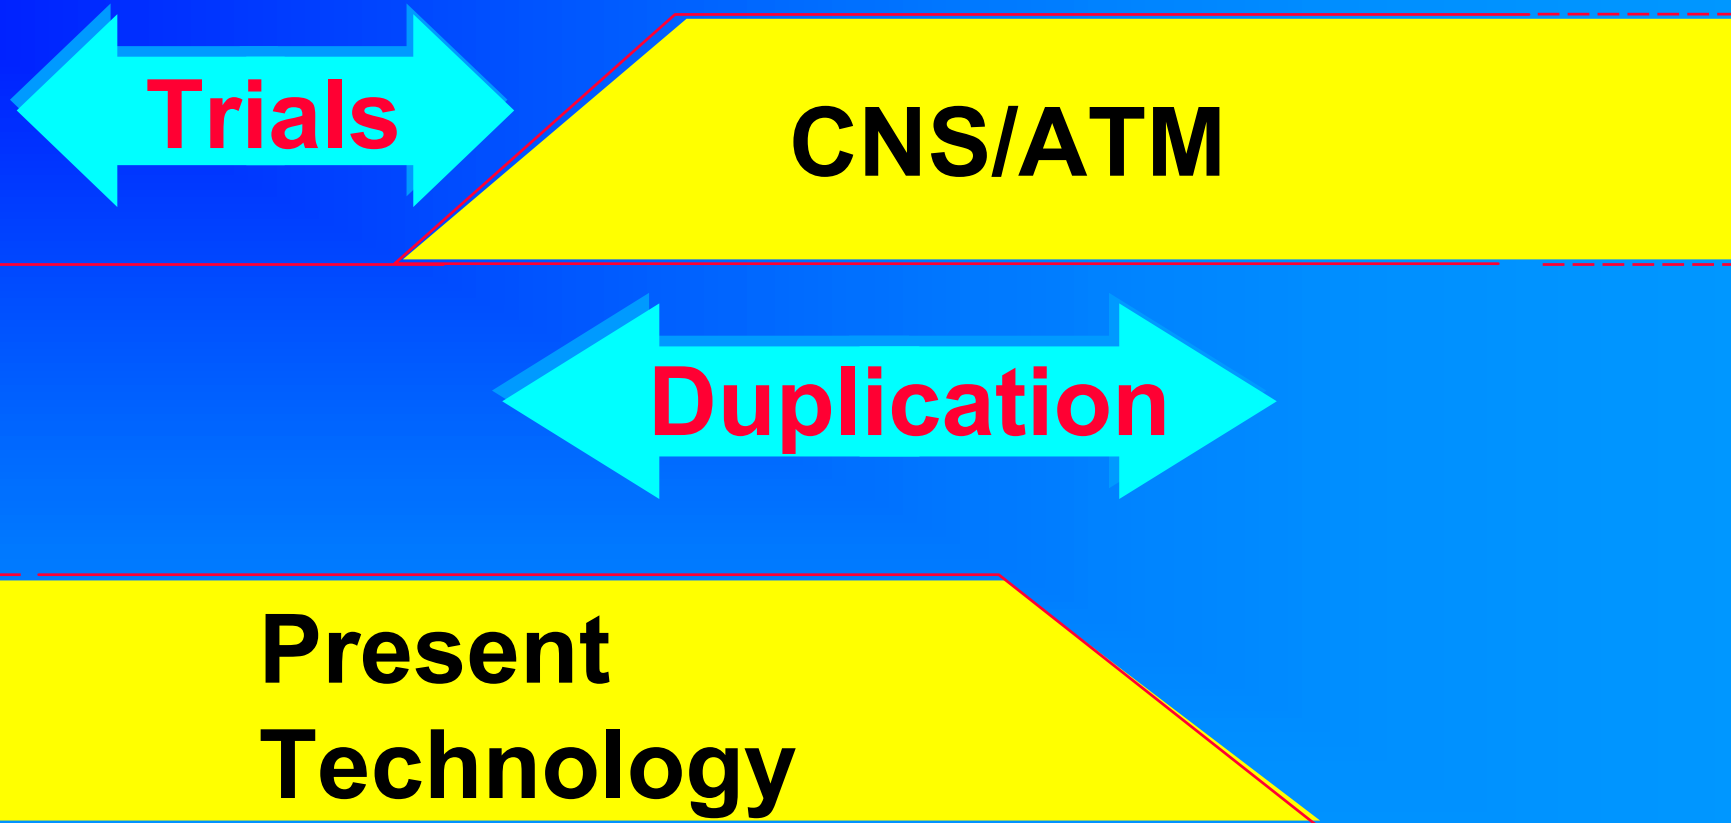 Trials
CNS/ATM
Duplication
Present
Technology